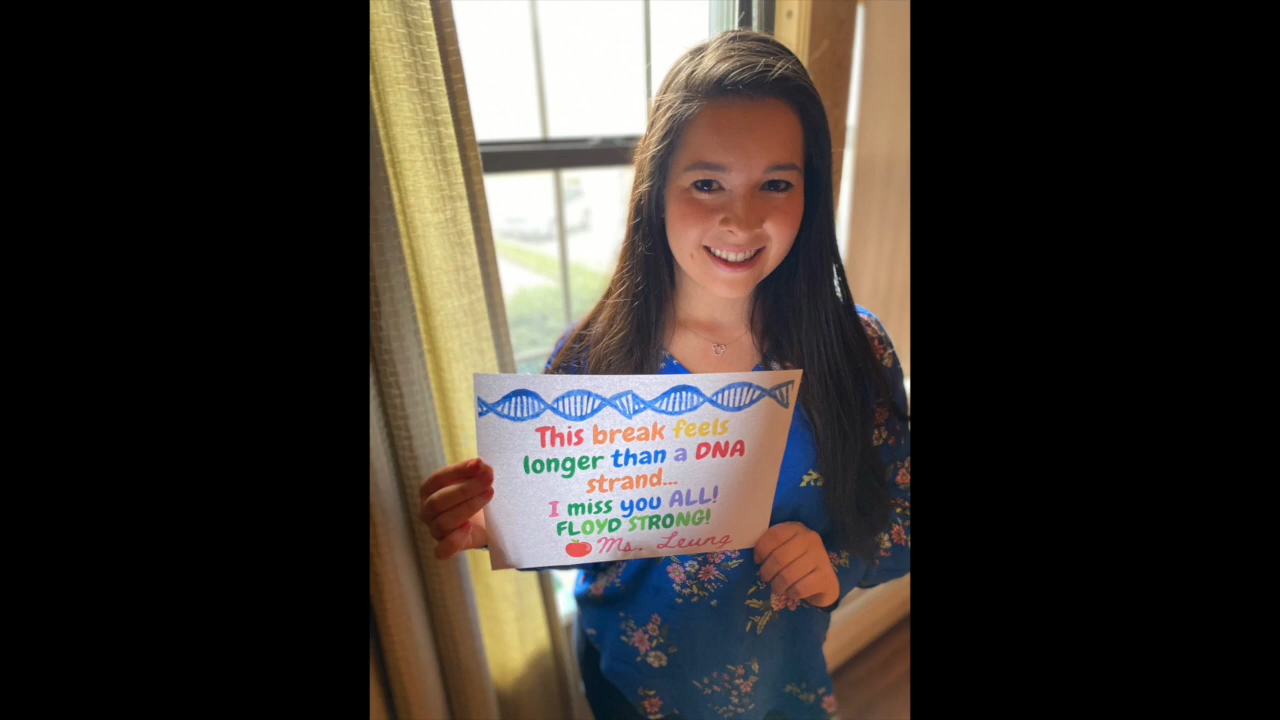 This break feels
longer than a DNA
strand...
I miss you ALL!
FLOYD STRONG!
Ms. Leung